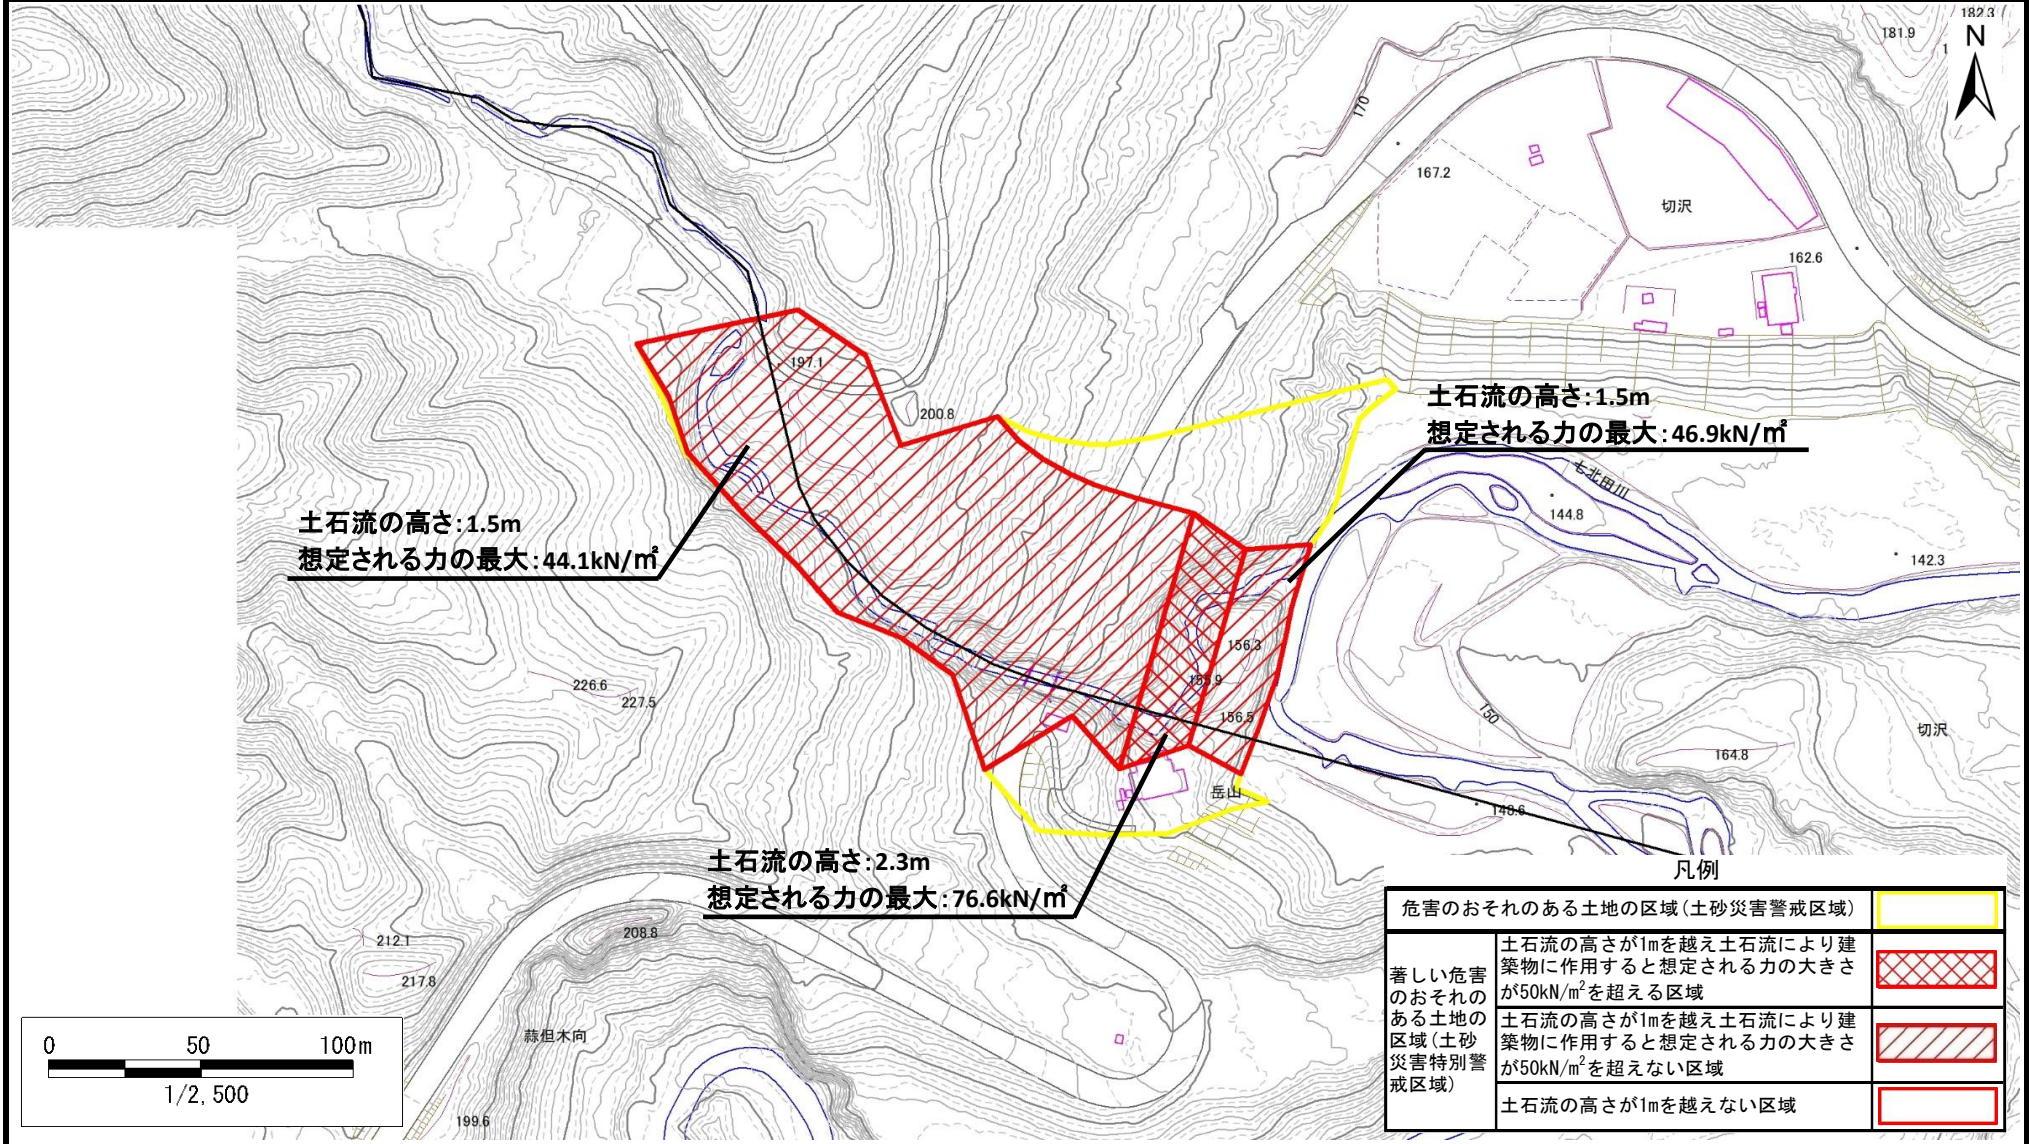 182.3
181.9
N
170
167.2
切沢
162.6
197.1
200.8
土石流の高さ:1.5m
想定される力の最大:46.9kN/㎡
七北田川
144.8
142.3
土石流の高さ:1.5m
想定される力の最大:44.1kN/㎡
156.3
155.9
156.5
226.6
227.5
150
切沢
164.8
岳山
148.6
土石流の高さ:2.3m
想定される力の最大:76.6kN/㎡
212.1
208.8
217.8
蒜但木向
199.6
0 50 100m
1/2,500
凡例
危害のおそれのある土地の区域(土砂災害警戒区域)
著しい危害
のおそれの
ある土地の
区域(土砂
災害特別警
戒区域)
土石流の高さが1mを越え土石流により建
築物に作用すると想定される力の大きさ
が50kN/m²を超える区域
土石流の高さが1mを越え土石流により建
築物に作用すると想定される力の大きさ
が50kN/m²を超えない区域
土石流の高さが1mを越えない区域